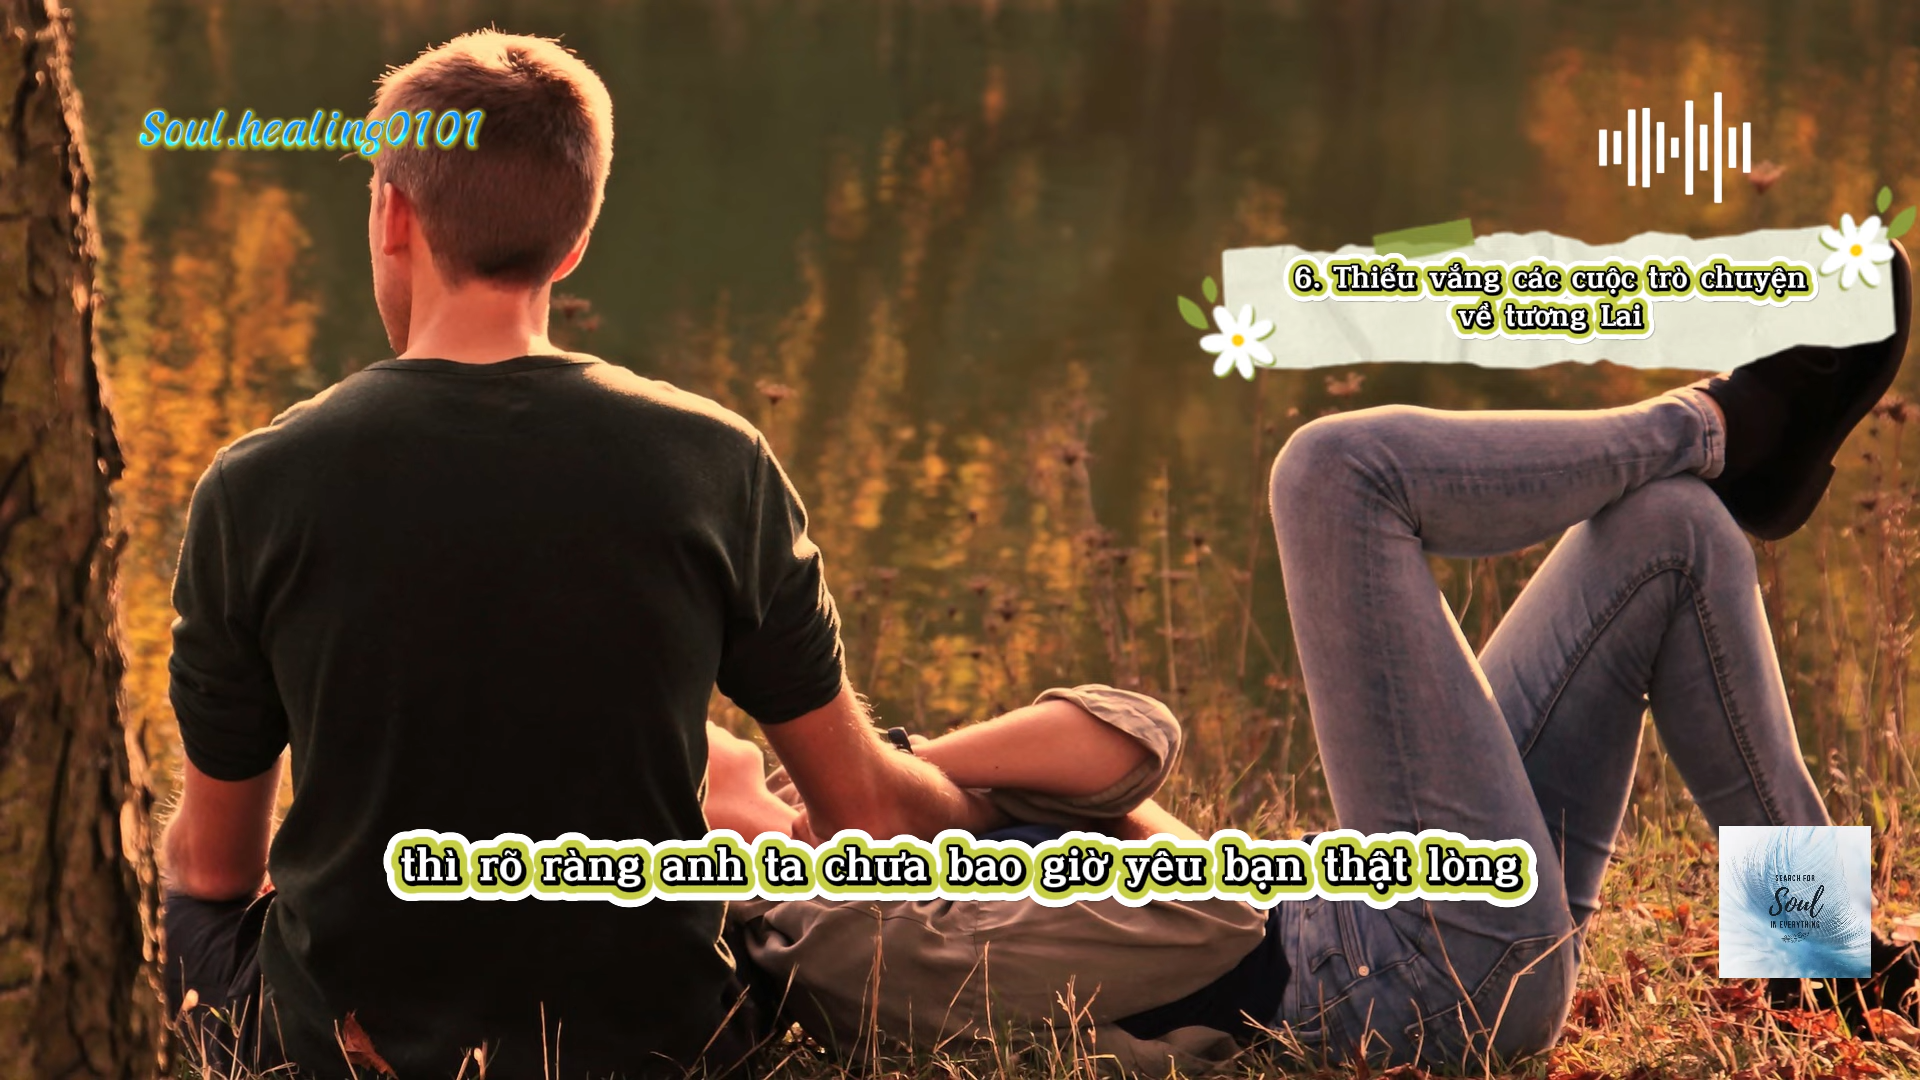 Soul.healing0101
6. Thiếu vắng các cuộc trò chuyện
về tương Lai
thì rõ ràng anh ta chưa bao giờ yêu bạn thật lòng
SEARCH FOR
Soul
IN EVERYTHING